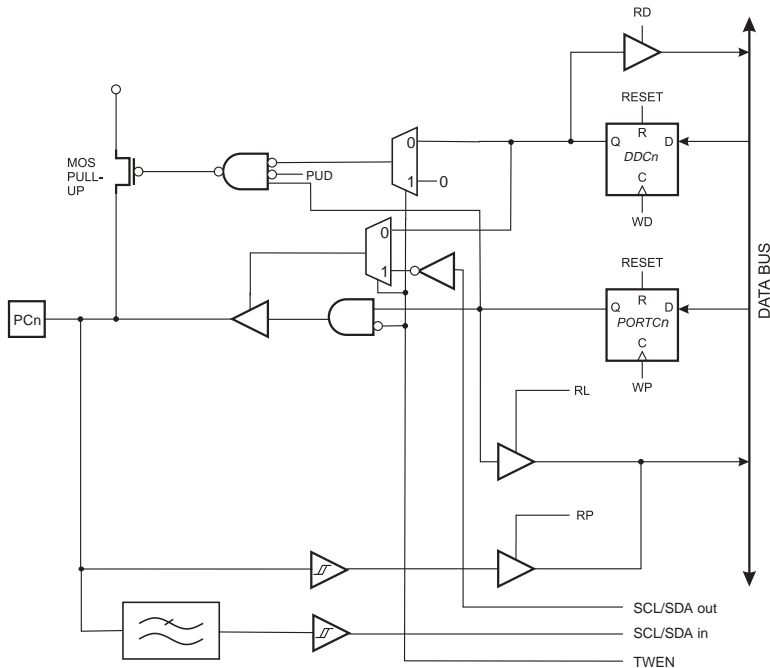 RD
RESET
R
Q
D
DDCn
C
WD
MOS
PULL-
UP
0
1
0
PUD
0
1
RESET
R
Q
D
PORTCn
C
WP
DATA BUS
PCn
RL
RP
SCL/SDA out
SCL/SDA in
TWEN